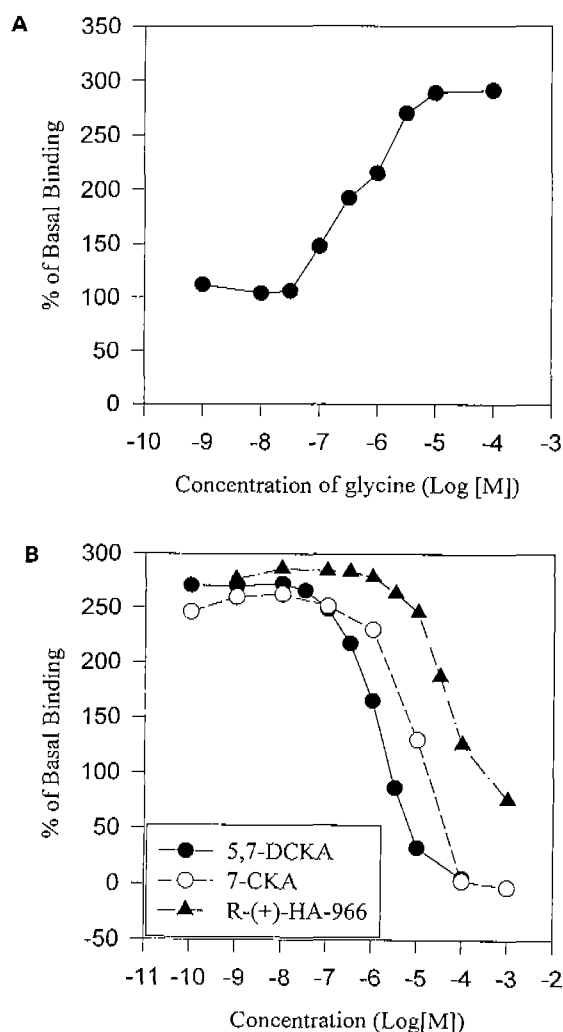 A
% of Basal Binding
350
300
250
200
150
100
50
0
-10 -9 -8 -7 -6 -5 -4 -3
Concentration of glycine (Log [M])
B
% of Basal Binding
300
250
200
150
100
50
0
-50
5,7-DCKA
7-CKA
R-(+)-HA-966
-11 -10 -9 -8 -7 -6 -5 -4 -3 -2
Concentration (Log[M])